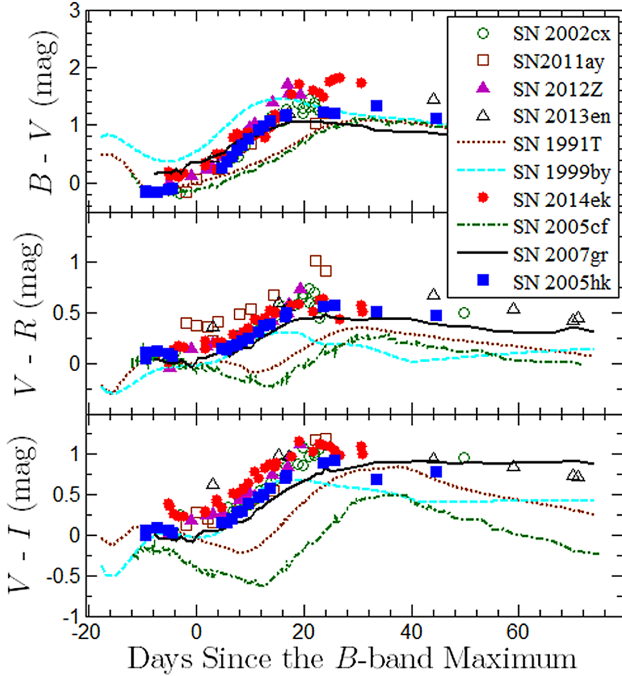 3
2
1
0
B - V (mag)
SN 2002cx
SN2011ay
SN 2012Z
SN 2013en
SN 1991T
SN 1999by
SN 2014ek
SN 2005cf
SN 2007gr
SN 2005hk
1
0.5
0
V - R (mag)
1
0.5
0
-0.5
-1
V - I (mag)
-20
0
20
40
60
Days Since the B-band Maximum